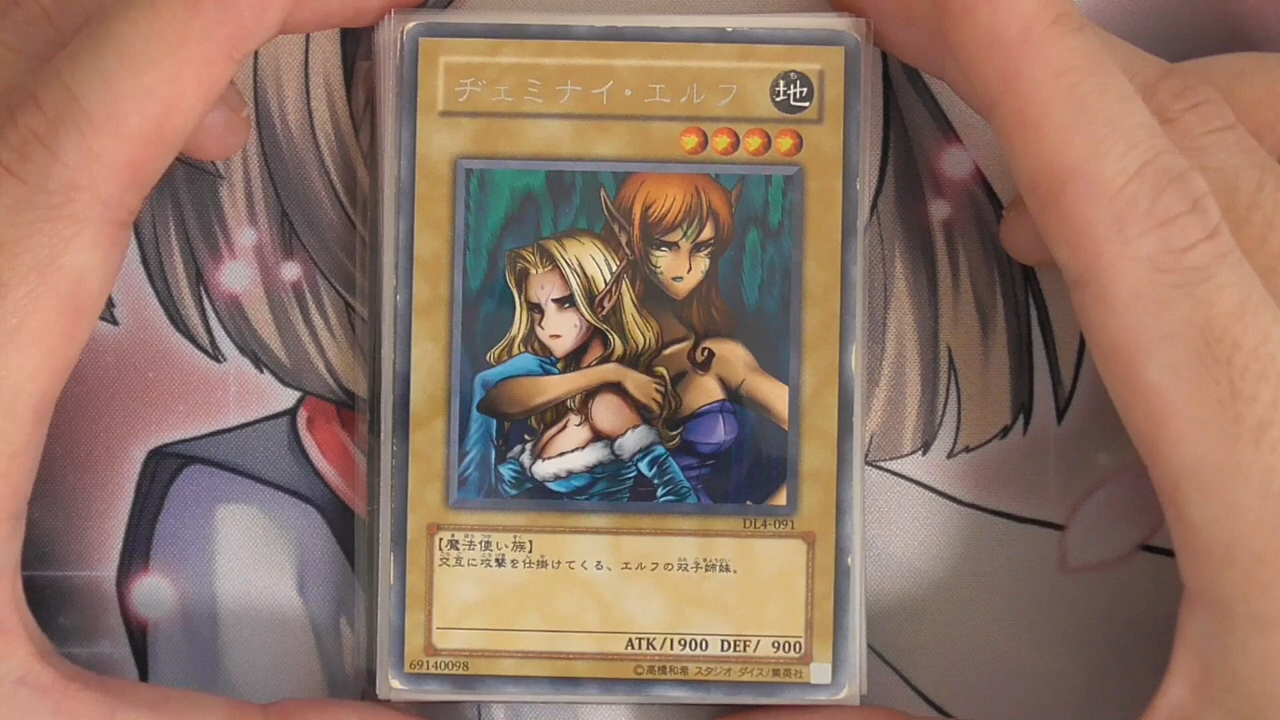 ヂェミナイ・エルフ
地
DL4-091
【魔法使い族】
交互に攻撃を仕掛けてくる、エルフの双子姉妹。
ATK/1900 DEF/ 900
69140098
©高橋和希 スタジオ・ダイス/集英社